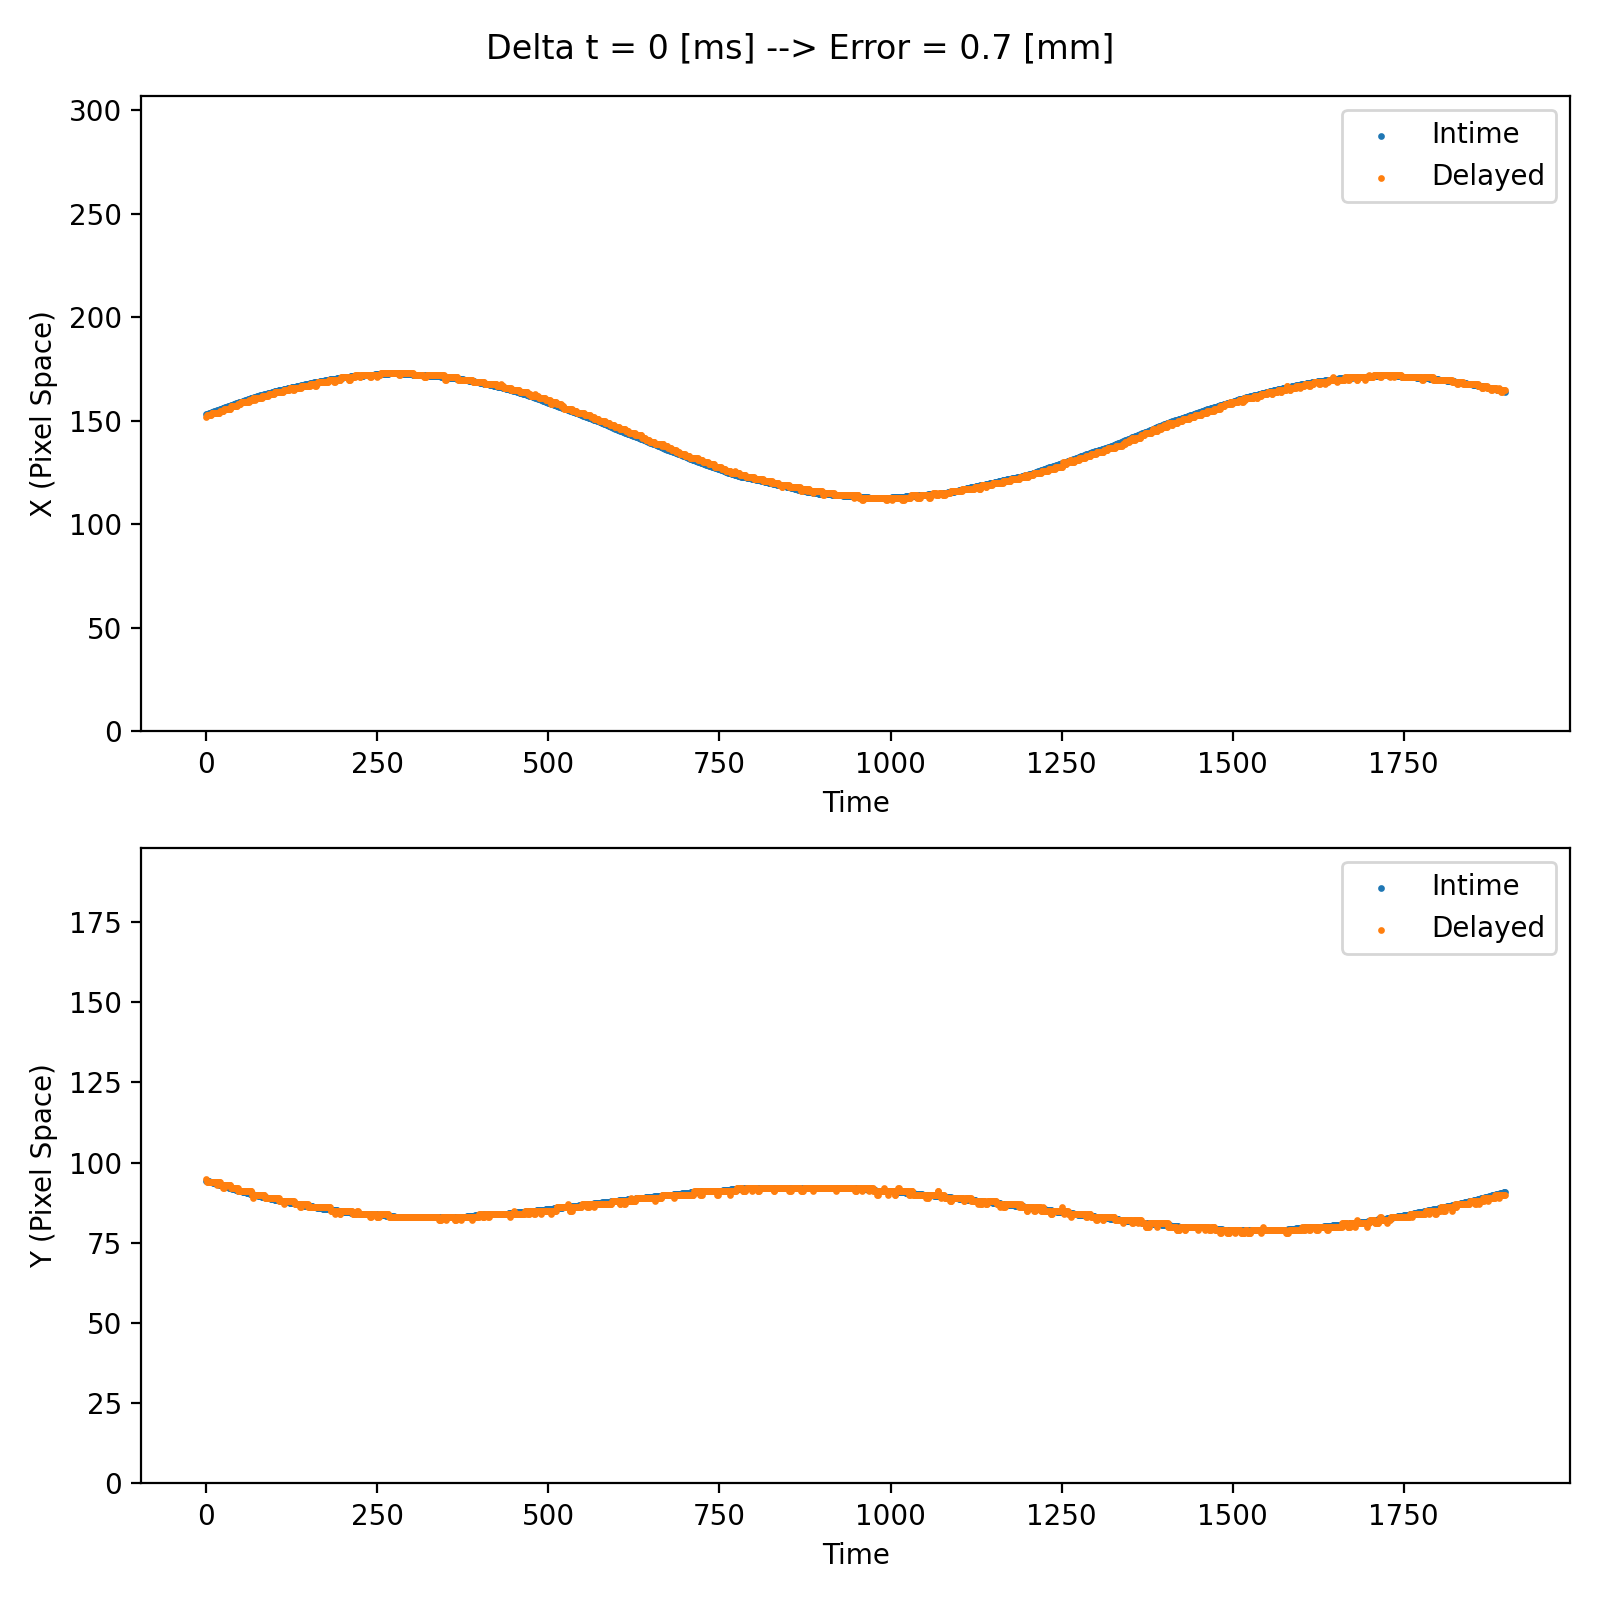 Delta t = 0 [ms] --> Error = 0.7 [mm]
300
250
200
150
100
50
0
X (Pixel Space)
Intime
Delayed
0 250 500 750 1000 1250 1500 1750
Time
175
150
125
100
75
50
25
0
Y (Pixel Space)
Intime
Delayed
0 250 500 750 1000 1250 1500 1750
Time